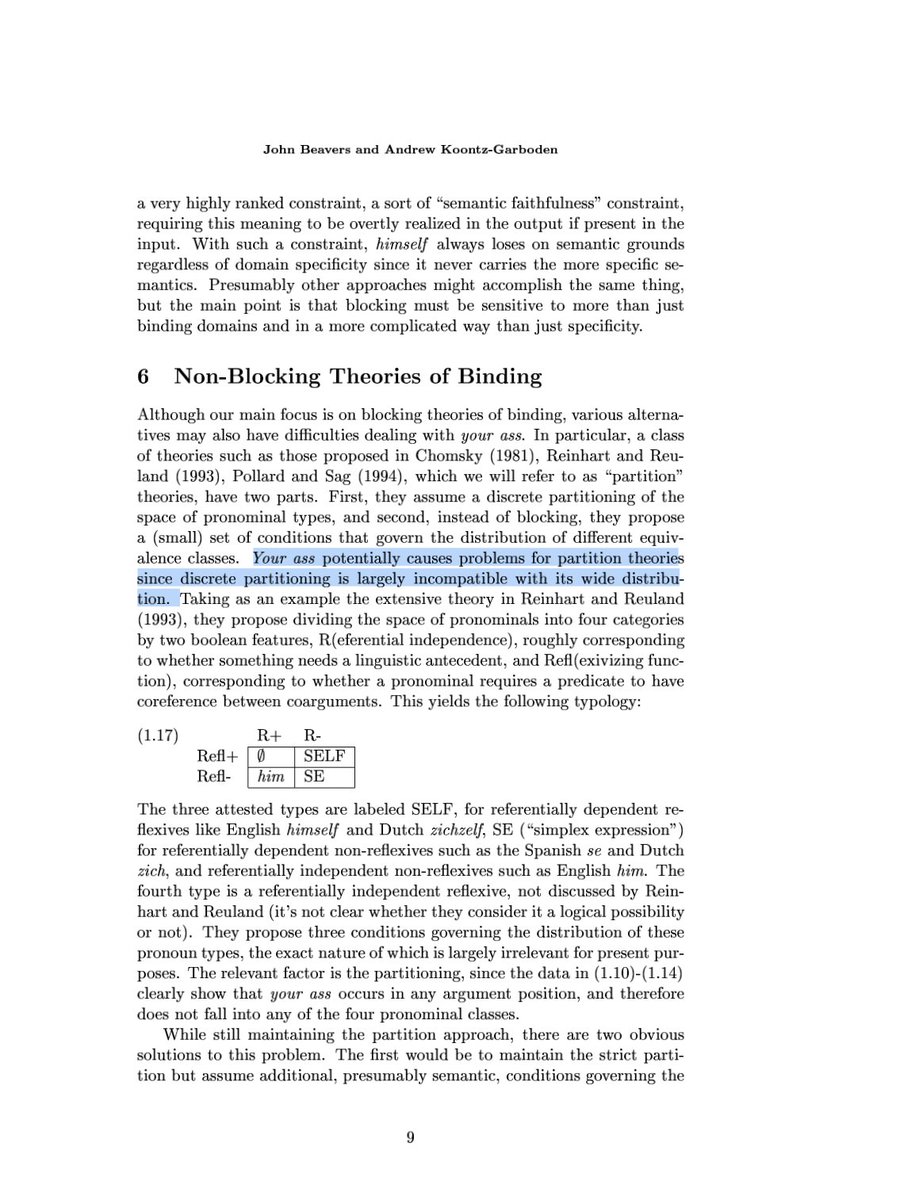 John Beavers and Andrew Koontz-Garboden
a very highly ranked constraint, a sort of “semantic faithfulness” constraint,
requiring this meaning to be overtly realized in the output if present in the
input. With such a constraint, himself always loses on semantic grounds
regardless of domain specificity since it never carries the more specific se-
mantics. Presumably other approaches might accomplish the same thing,
but the main point is that blocking must be sensitive to more than just
binding domains and in a more complicated way than just specificity.
6 Non-Blocking Theories of Binding
Although our main focus is on blocking theories of binding, various alterna-
tives may also have difficulties dealing with your ass. In particular, a class
of theories such as those proposed in Chomsky (1981), Reinhart and Reu-
land (1993), Pollard and Sag (1994), which we will refer to as “partition”
theories, have two parts. First, they assume a discrete partitioning of the
space of pronominal types, and second, instead of blocking, they propose
a (small) set of conditions that govern the distribution of different equiv-
alence classes. Your ass potentially causes problems for partition theories
since discrete partitioning is largely incompatible with its wide distribu-
tion. Taking as an example the extensive theory in Reinhart and Reuland
(1993), they propose dividing the space of pronominals into four categories
by two boolean features, R(eferential independence), roughly corresponding
to whether something needs a linguistic antecedent, and Refl(exivizing func-
tion), corresponding to whether a pronominal requires a predicate to have
coreference between coarguments. This yields the following typology:
(1.17) R+ R-
Refl+ ∅ SELF
Refl- him SE
The three attested types are labeled SELF, for referentially dependent re-
flexives like English himself and Dutch zichzelf, SE (“simplex expression”)
for referentially dependent non-reflexives such as the Spanish se and Dutch
zich, and referentially independent non-reflexives such as English him. The
fourth type is a referentially independent reflexive, not discussed by Rein-
hart and Reuland (it’s not clear whether they consider it a logical possibility
or not). They propose three conditions governing the distribution of these
pronoun types, the exact nature of which is largely irrelevant for present pur-
poses. The relevant factor is the partitioning, since the data in (1.10)-(1.14)
clearly show that your ass occurs in any argument position, and therefore
does not fall into any of the four pronominal classes.
While still maintaining the partition approach, there are two obvious
solutions to this problem. The first would be to maintain the strict parti-
tion but assume additional, presumably semantic, conditions governing the
9